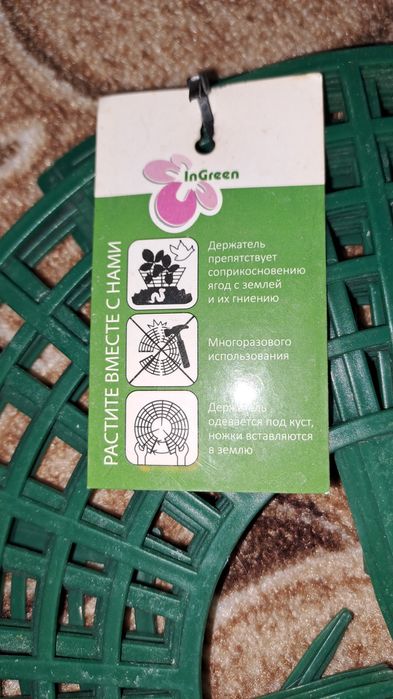 InGreen
РАСТИТЕ ВМЕСТЕ С НАМИ
Держатель
препятствует
соприкосновению
ягод с землей
и их гниению
Многоразового
использования
Держатель
одевается под куст,
ножки вставляются
в землю